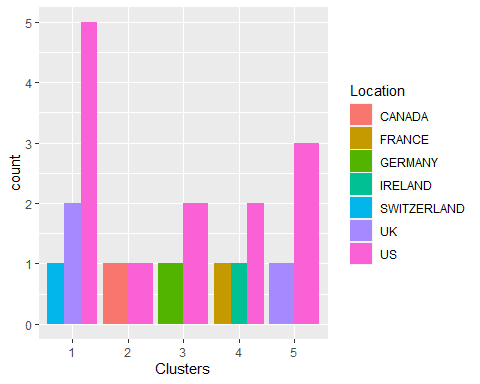 5
4
3
2
1
0
count
1 2 3 4 5
Clusters
Location
CANADA
FRANCE
GERMANY
IRELAND
SWITZERLAND
UK
US